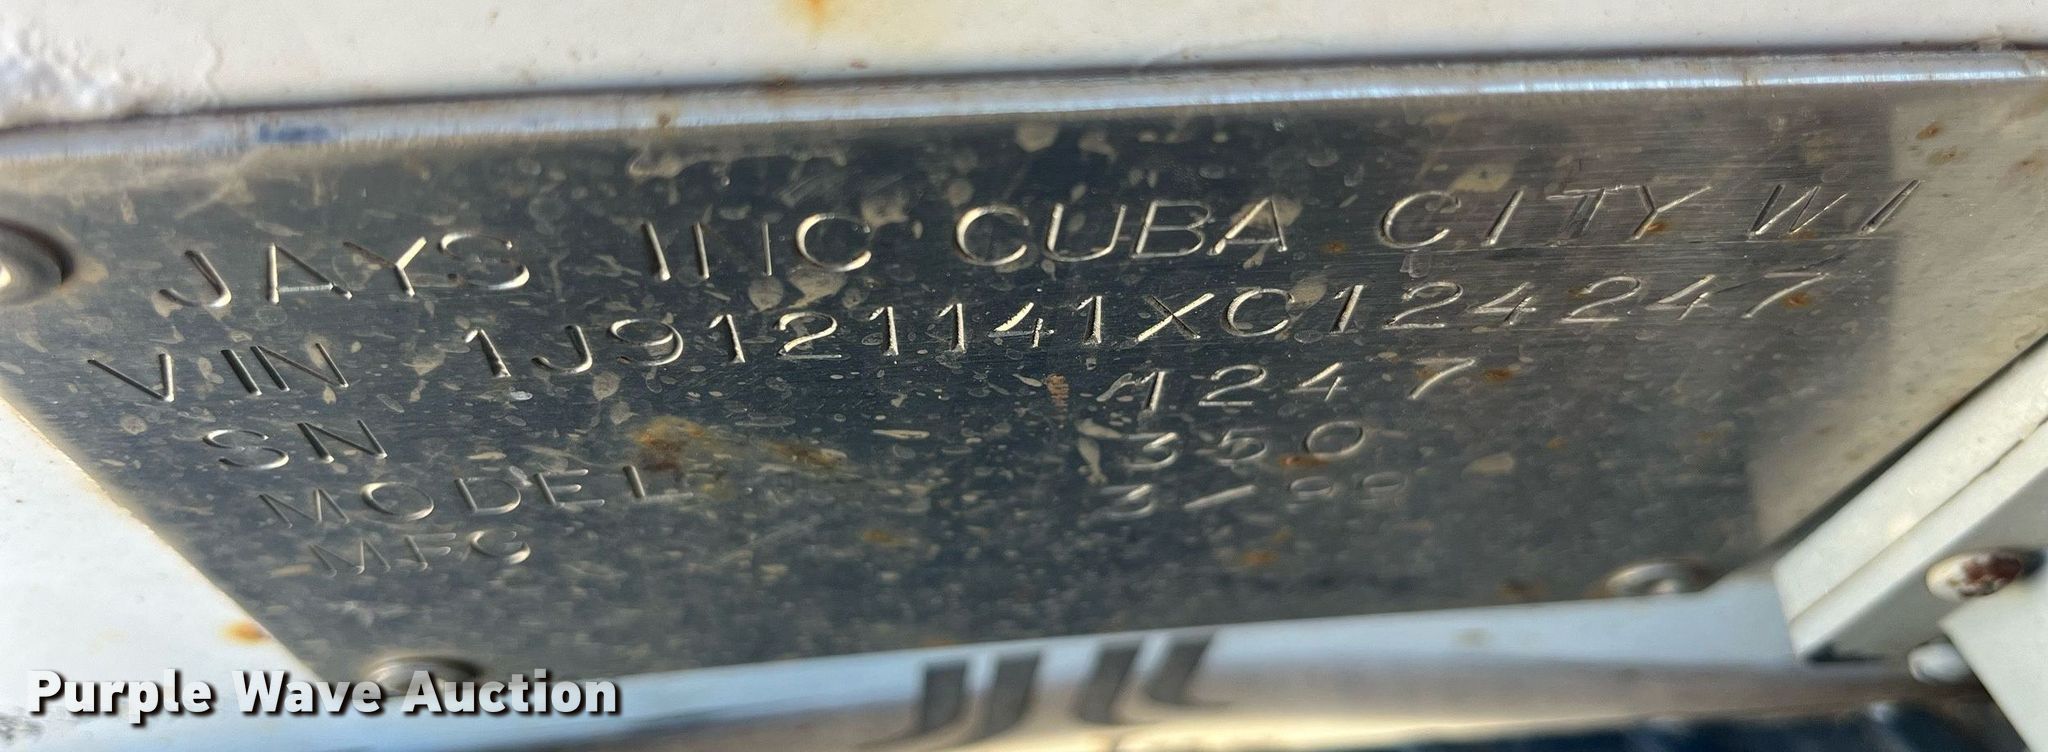 JAYS INC CUBA CITY WI
VIN 1J9121141XC124247
SN 1247
MODEL 350
MFG 3-99
Purple Wave Auction